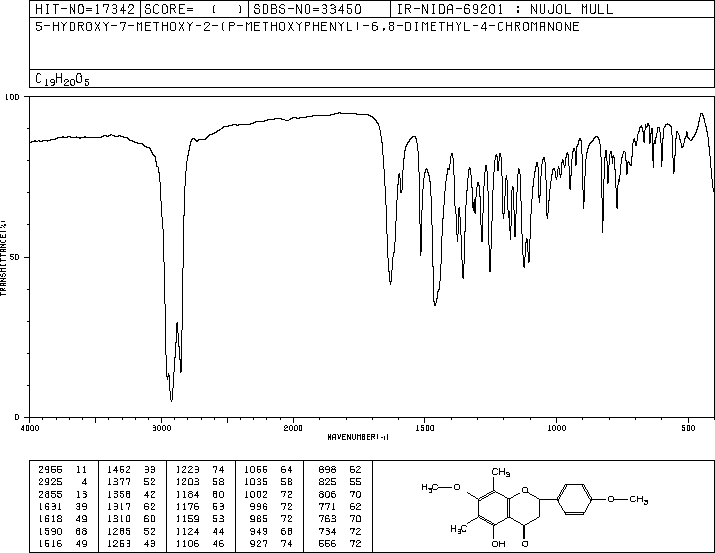 HIT-NO=17342 SCORE= ( ) SDBS-NO=33450 IR-NIDA-69201 : NUJOL MULL
5-HYDROXY-7-METHOXY-2-(P-METHOXYPHENYL)-6,8-DIMETHYL-4-CHROMANONE
C19H20O5
100
50
0
TRANSMITTANCE(%)
4000 3000 2000 1500 1000 500
WAVENUMBER(-1)
2955 11 1462 33 1223 74 1066 64 898 62
2925 4 1377 52 1203 58 1035 58 825 55
2855 13 1358 42 1184 60 1002 72 806 70
1631 39 1317 62 1176 53 996 72 771 62
1618 49 1310 60 1159 53 985 72 763 70
1590 66 1285 52 1124 44 949 68 734 72
1516 49 1253 43 1106 46 927 74 556 72
CH3
CH3 O O O CH3
H3C
OH O